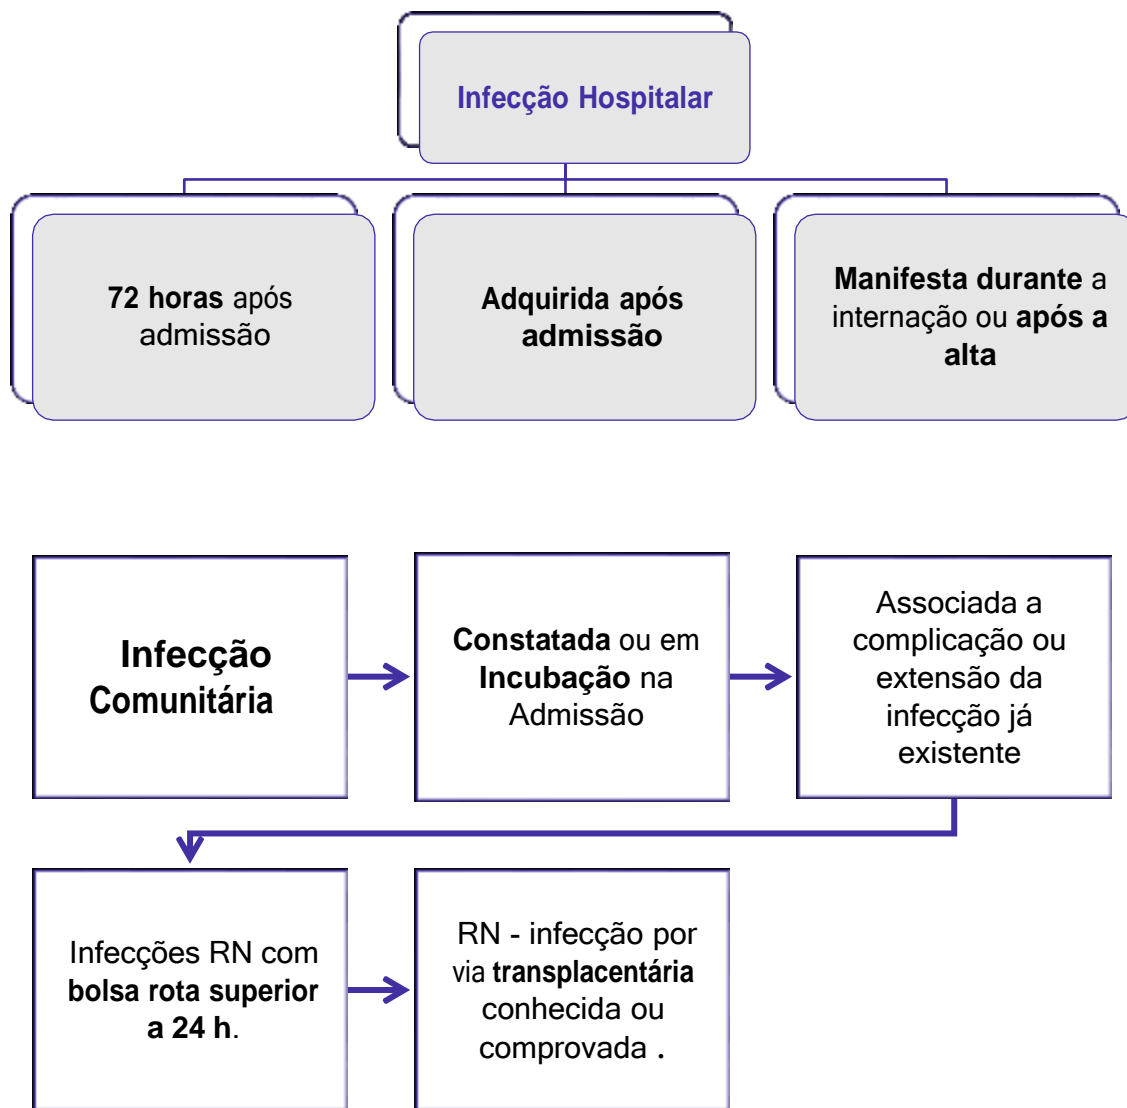 Infecção Hospitalar
72 horas após
admissão
Adquirida após
admissão
Manifesta durante a
internação ou após a
alta
Infecção
Comunitária
Constatada ou em
Incubação na
Admissão
Associada a
complicação ou
extensão da
infecção já
existente
Infecções RN com
bolsa rota superior
a 24 h.
RN - infecção por
via transplacentária
conhecida ou
comprovada .